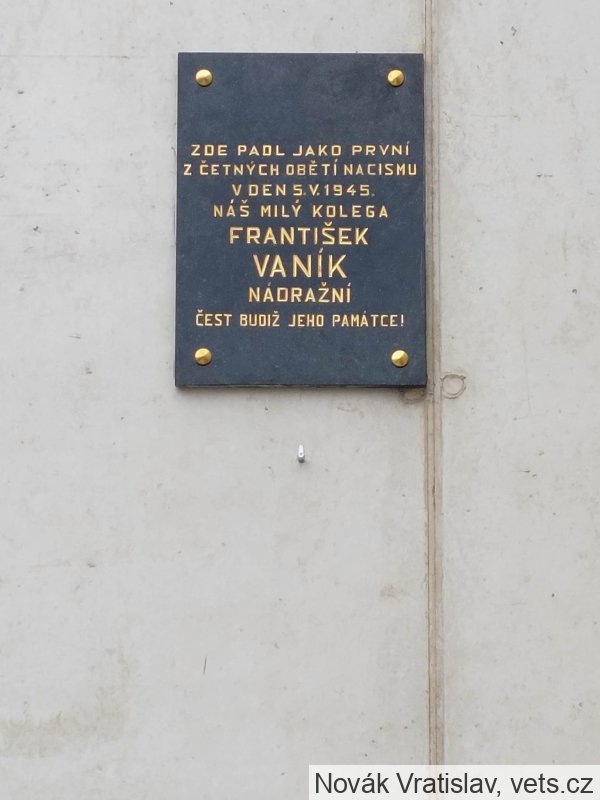 ZDE PADL JAKO PRVNÍ
Z ČETNÝCH OBĚTÍ NACISMU
V DEN 5.V.1945.
NÁŠ MILÝ KOLEGA
FRANTIŠEK
VANÍK
NÁDRAŽNÍ
ČEST BUDIŽ JEHO PAMÁTCE!
Novák Vratislav, vets.cz